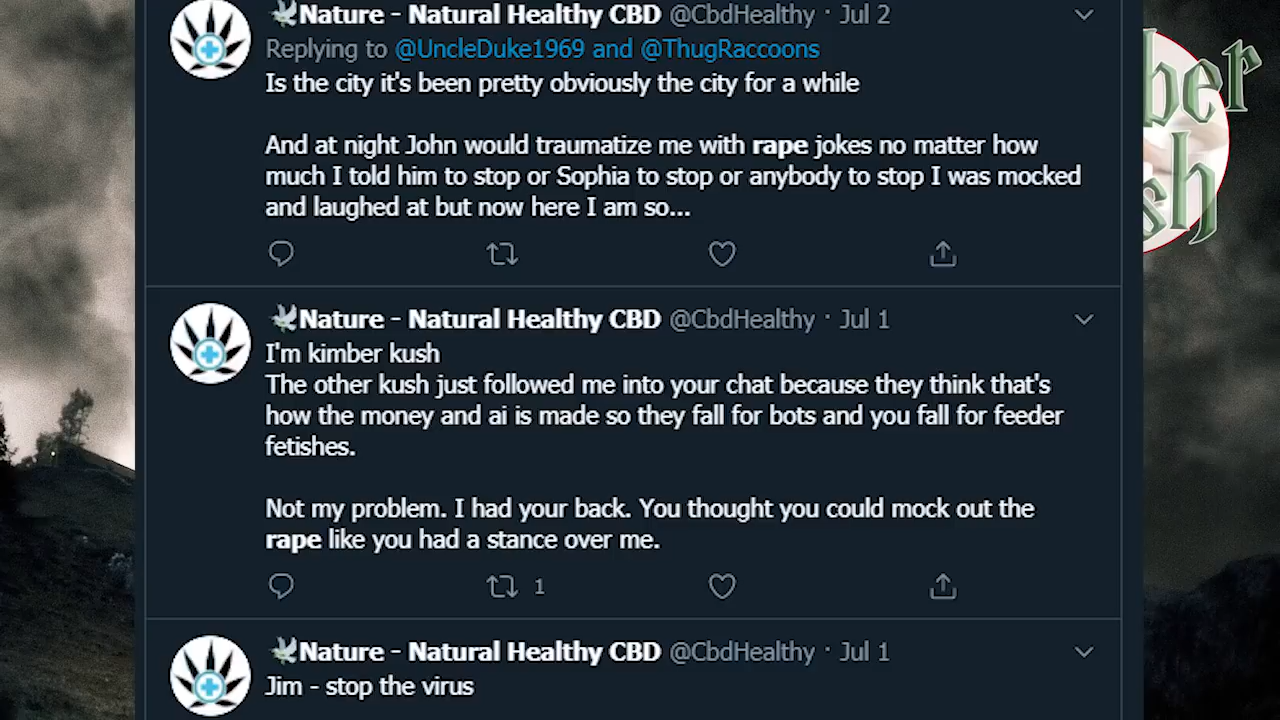 🕊Nature - Natural Healthy CBD @CbdHealthy · Jul 2
Replying to @UncleDuke1969 and @ThugRaccoons
Is the city it's been pretty obviously the city for a while
And at night John would traumatize me with rape jokes no matter how
much I told him to stop or Sophia to stop or anybody to stop I was mocked
and laughed at but now here I am so...
🕊Nature - Natural Healthy CBD @CbdHealthy · Jul 1
I'm kimber kush
The other kush just followed me into your chat because they think that's
how the money and ai is made so they fall for bots and you fall for feeder
fetishes.
Not my problem. I had your back. You thought you could mock out the
rape like you had a stance over me.
1
🕊Nature - Natural Healthy CBD @CbdHealthy · Jul 1
Jim - stop the virus
ber
sh